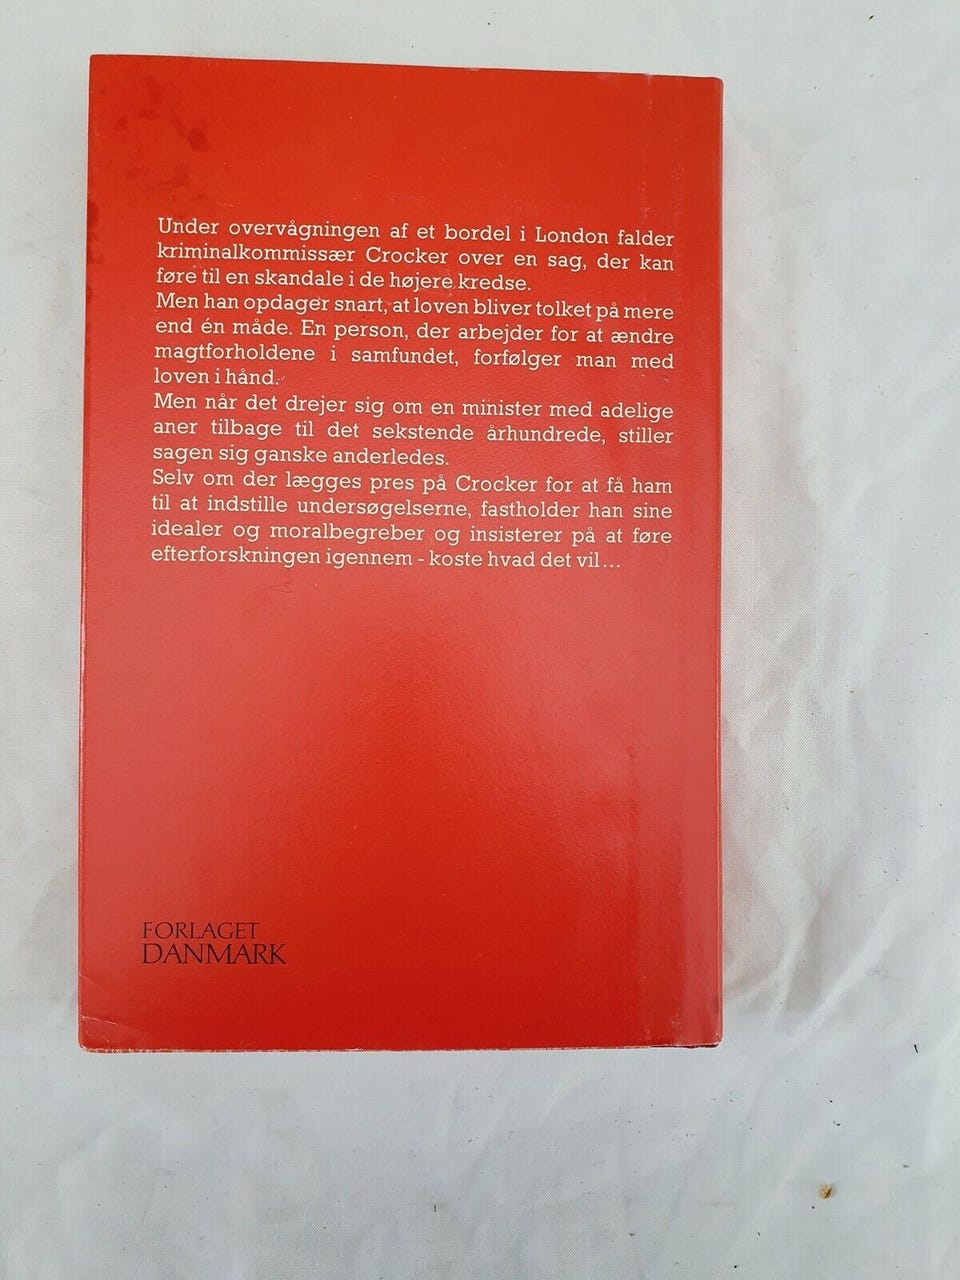 Under overvågningen af et bordel i London falder
kriminalkommissær Crocker over en sag, der kan
føre til en skandale i de højere kredse.
Men han opdager snart, at loven bliver tolket på mere
end én måde. En person, der arbejder for at ændre
magtforholdene i samfundet, forfølger man med
loven i hånd.
Men når det drejer sig om en minister med adelige
aner tilbage til det sekstende århundrede, stiller
sagen sig ganske anderledes.
Selv om der lægges pres på Crocker for at få ham
til at indstille undersøgelserne, fastholder han sine
idealer og moralbegreber og insisterer på at føre
efterforskningen igennem - koste hvad det vil...
FORLAGET
DANMARK